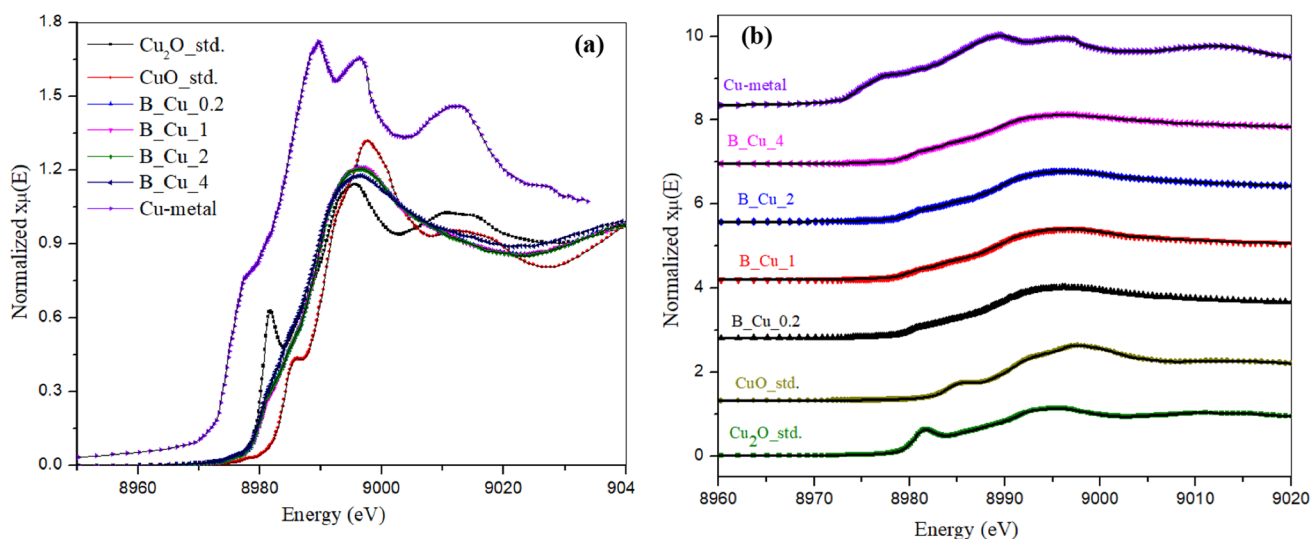 (a)
Normalized xμ(E)
1.8
1.5
1.2
0.9
0.6
0.3
0.0
Cu₂O_std.
CuO_std.
B_Cu_0.2
B_Cu_1
B_Cu_2
B_Cu_4
Cu-metal
8960 8980 9000 9020 904
Energy (eV)
(b)
Normalized xμ(E)
10
8
6
4
2
0
Cu-metal
B_Cu_4
B_Cu_2
B_Cu_1
B_Cu_0.2
CuO_std.
Cu₂O_std.
8960 8970 8980 8990 9000 9010 9020
Energy (eV)